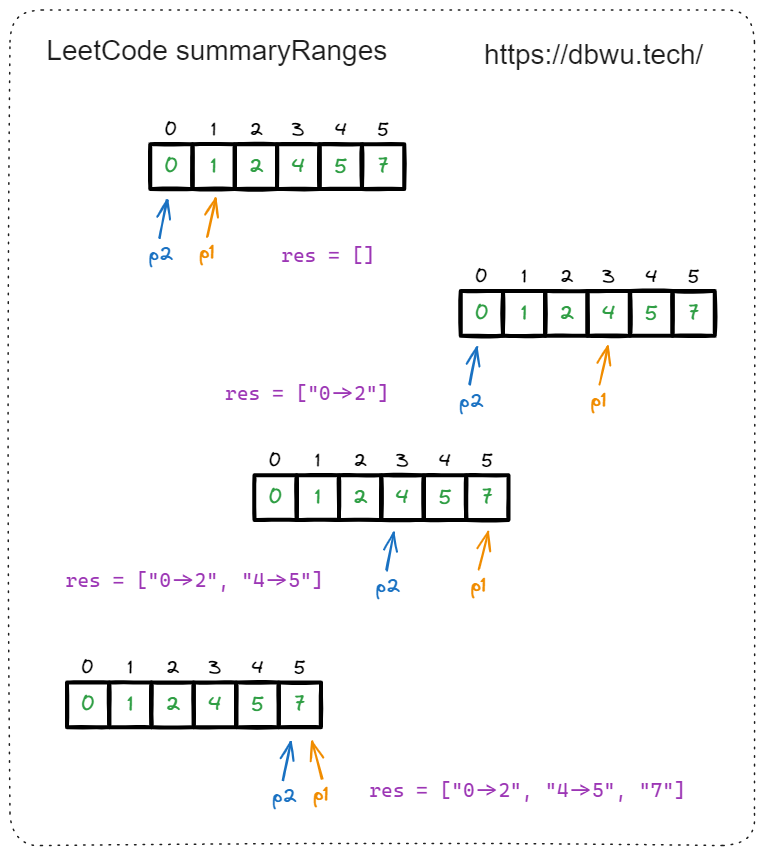 LeetCode summaryRanges
https://dbwu.tech/
0 1 2 3 4 5
0 1 2 4 5 7
p2 p1
res = []
0 1 2 3 4 5
0 1 2 4 5 7
p2 p1
res = ["0→2"]
0 1 2 3 4 5
0 1 2 4 5 7
p2 p1
res = ["0→2", "4→5"]
0 1 2 3 4 5
0 1 2 4 5 7
p2 p1
res = ["0→2", "4→5", "7"]